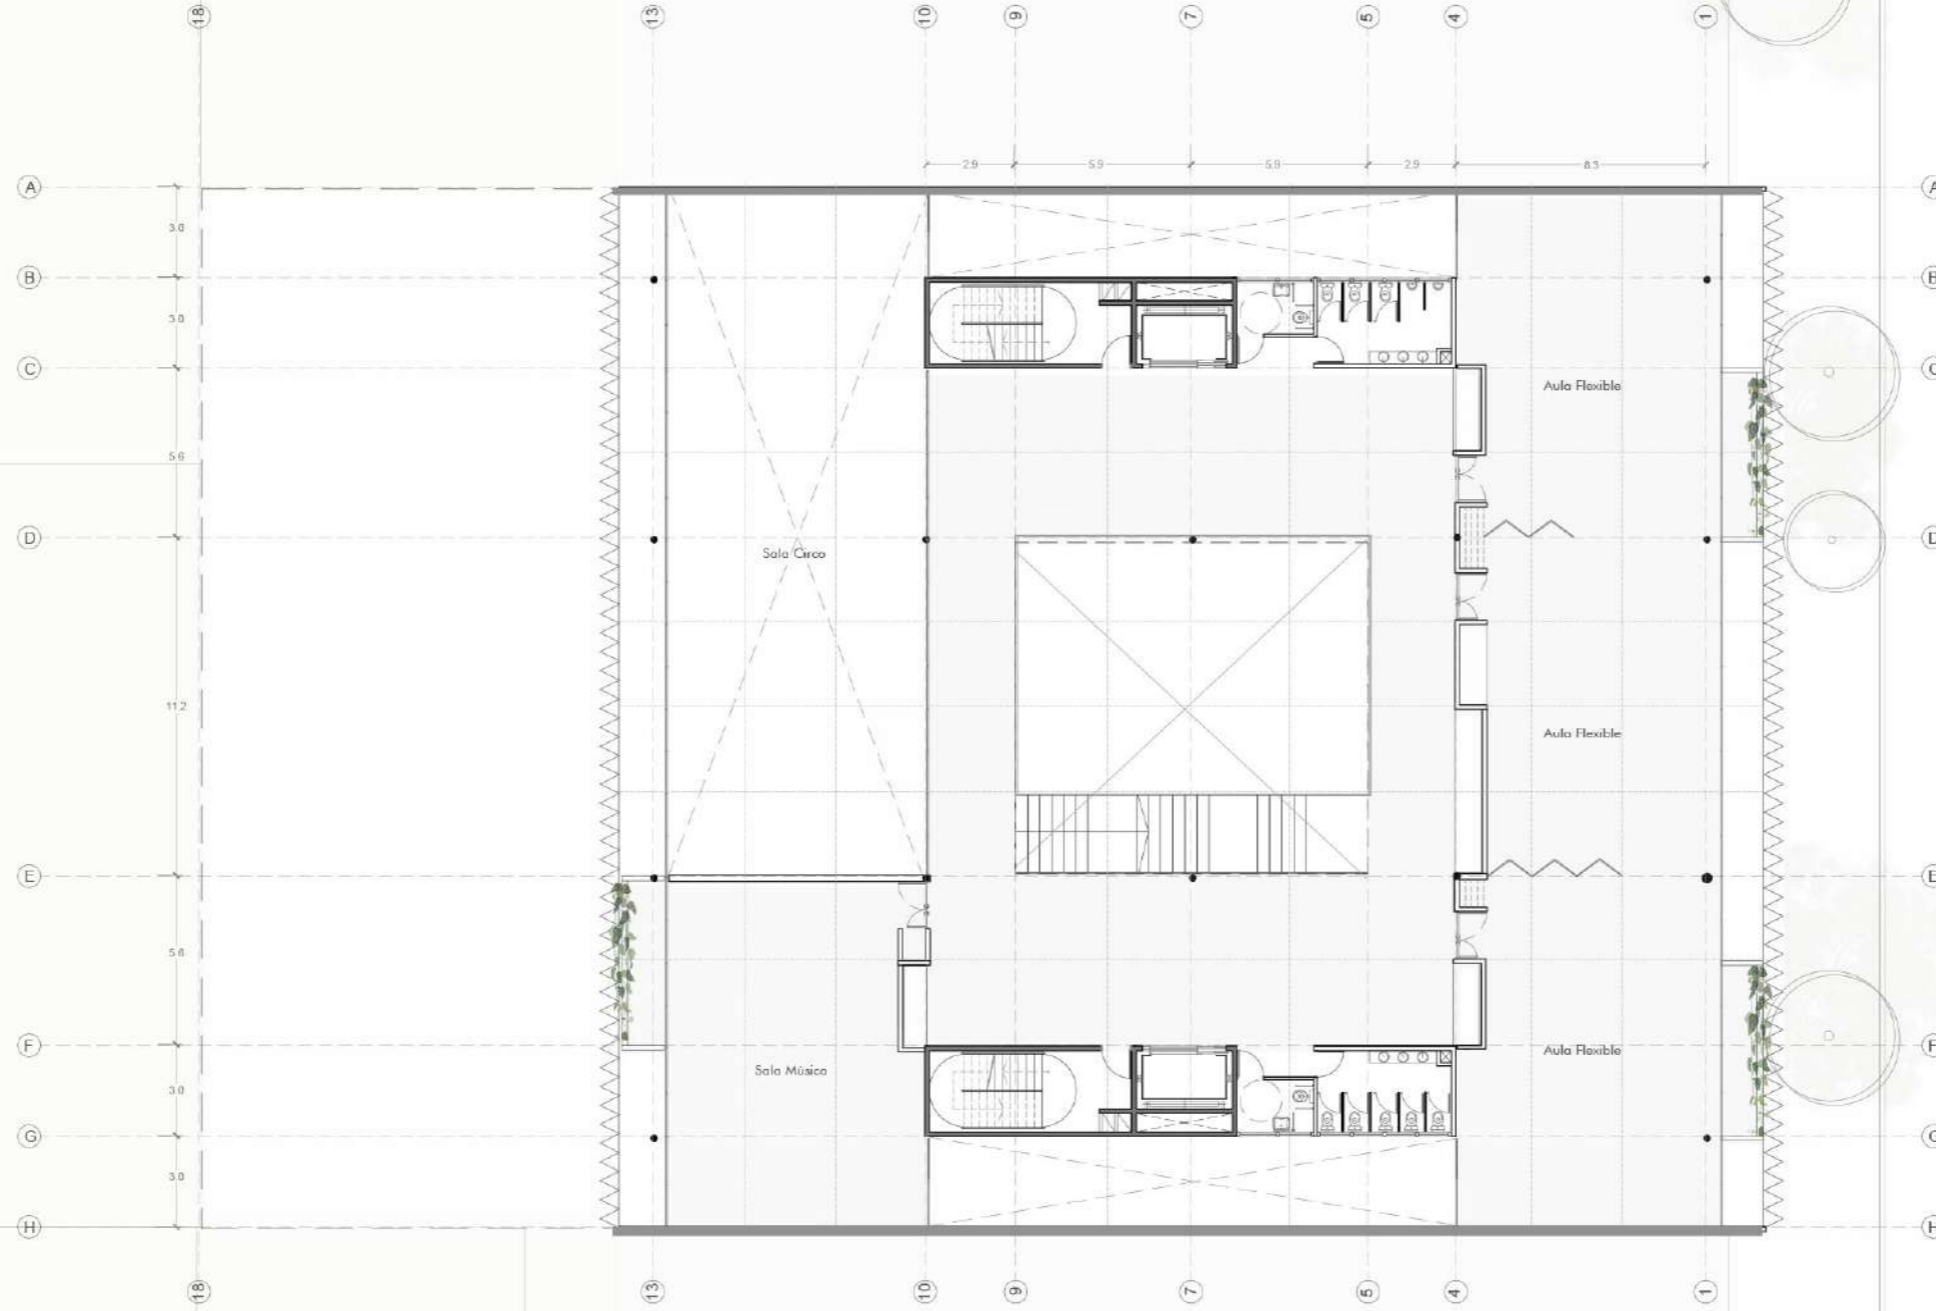 18 13 10 9 7 5 4 1
2.9 5.9 5.9 2.9 8.3
A A
3.0
B B
3.0
C C
Aula Flexible
5.6
D D
Sala Circo
11.2
Aula Flexible
E E
5.6
F F
Aula Flexible
Sala Música
3.0
G G
3.0
H H
18 13 10 9 7 5 4 1